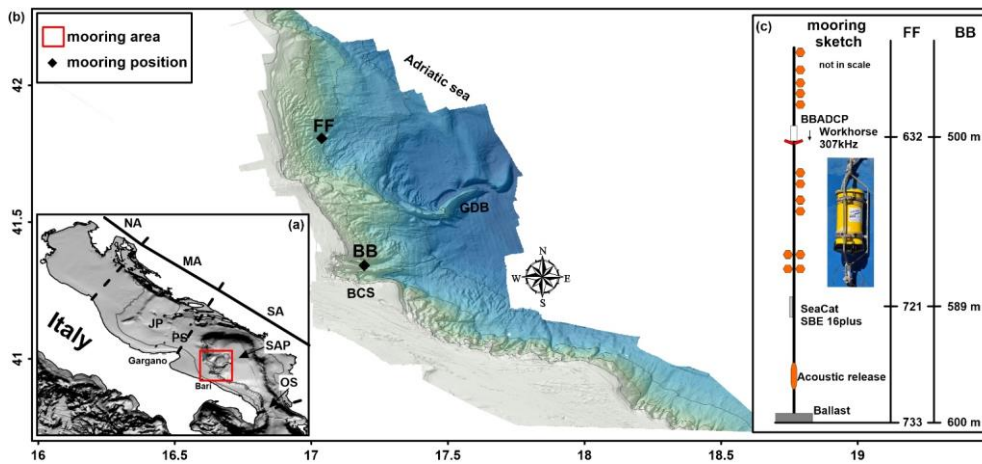 (b)
mooring area
mooring position
42
41.5
41
16
16.5
17
17.5
18
18.5
19
Adriatic sea
FF
GDB
BB
BCS
N
W E
S
(a)
NA
MA
SA
JP
PS
SAP
Italy
Gargano
Bari
OS
(c) mooring sketch FF BB
not in scale
BBADCP
Workhorse
307kHz
632 500 m
SeaCat
SBE 16plus
721 589 m
Acoustic release
Ballast
733 600 m